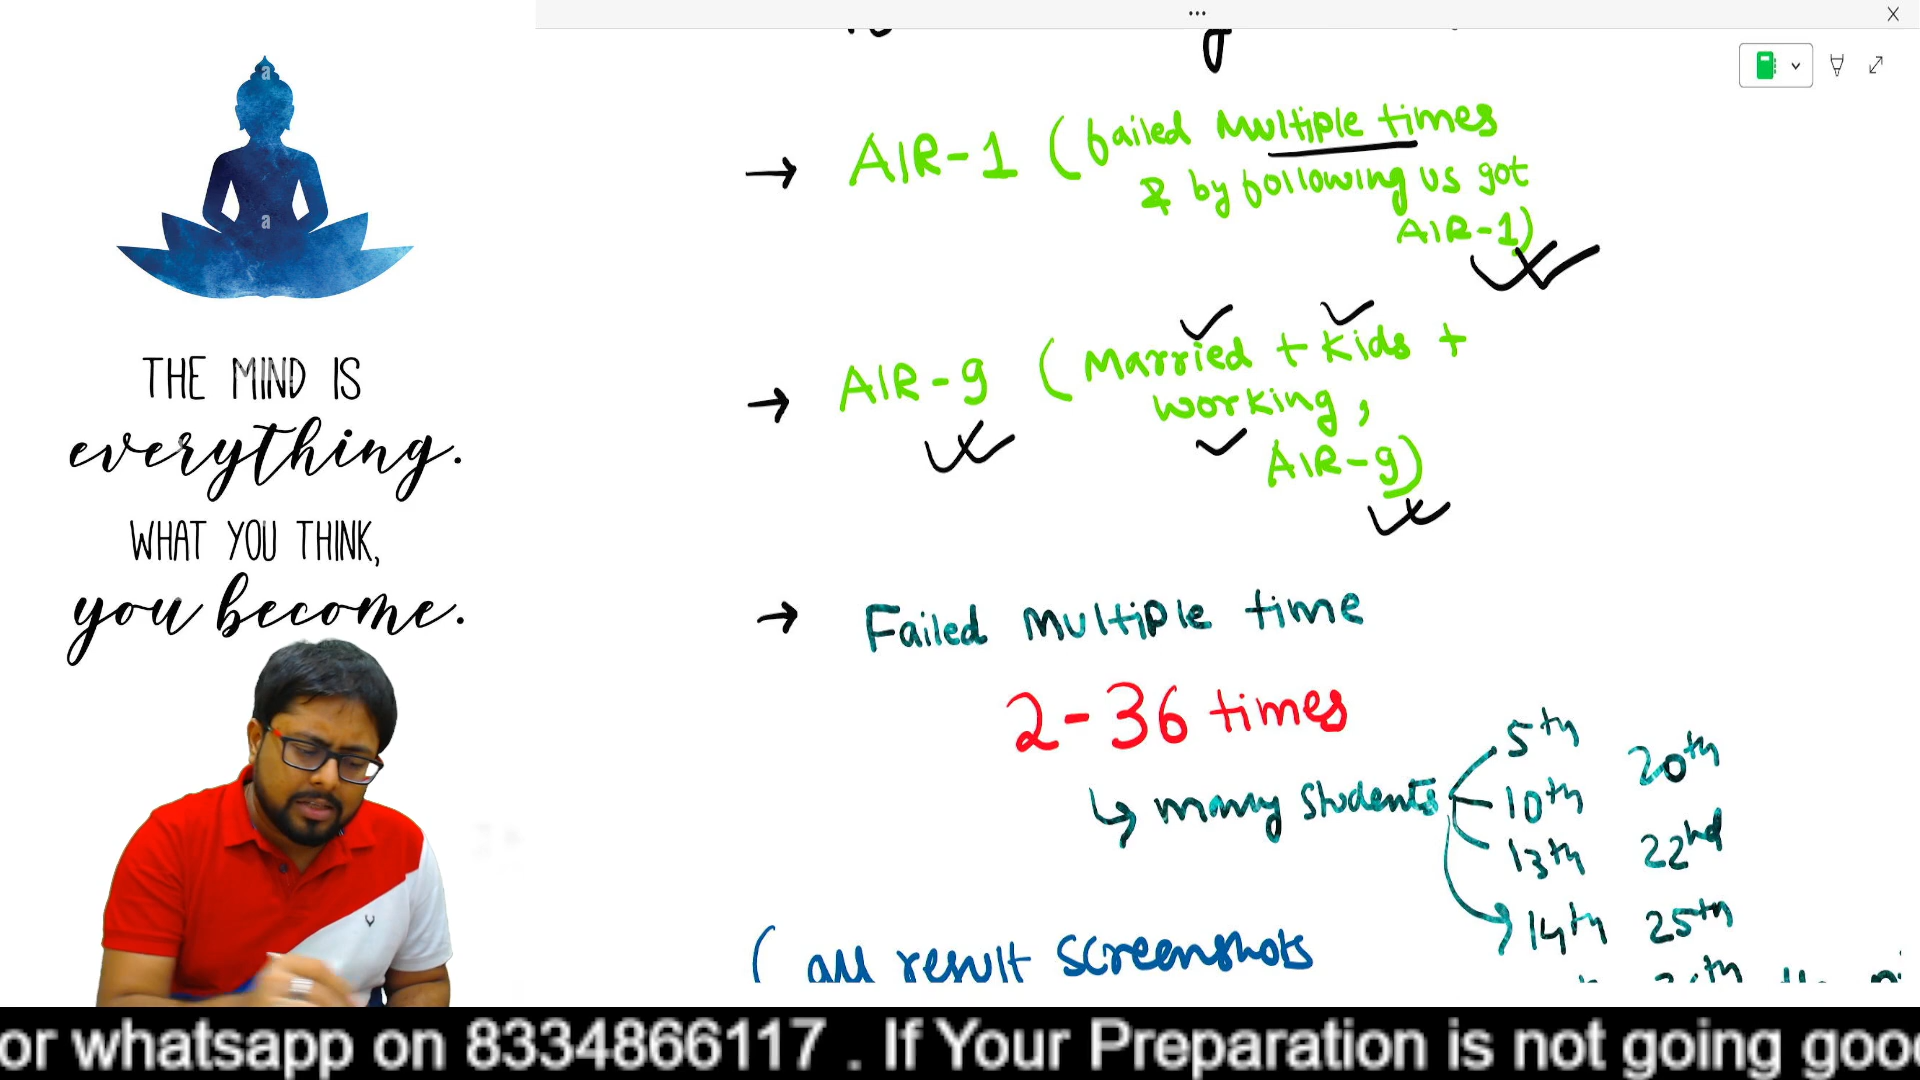 a
a
THE MIND IS
everything.
WHAT YOU THINK,
you become.
→ AIR-1 (failed multiple times
& by following us got
AIR-1)
→ AIR-9 (Married + Kids +
working,
AIR-9)
→ Failed multiple time
2-36 times
↳ many students
5th
10th
13th
14th
20th
22nd
25th
(all result screenshots
or whatsapp on 8334866117 . If Your Preparation is not going good